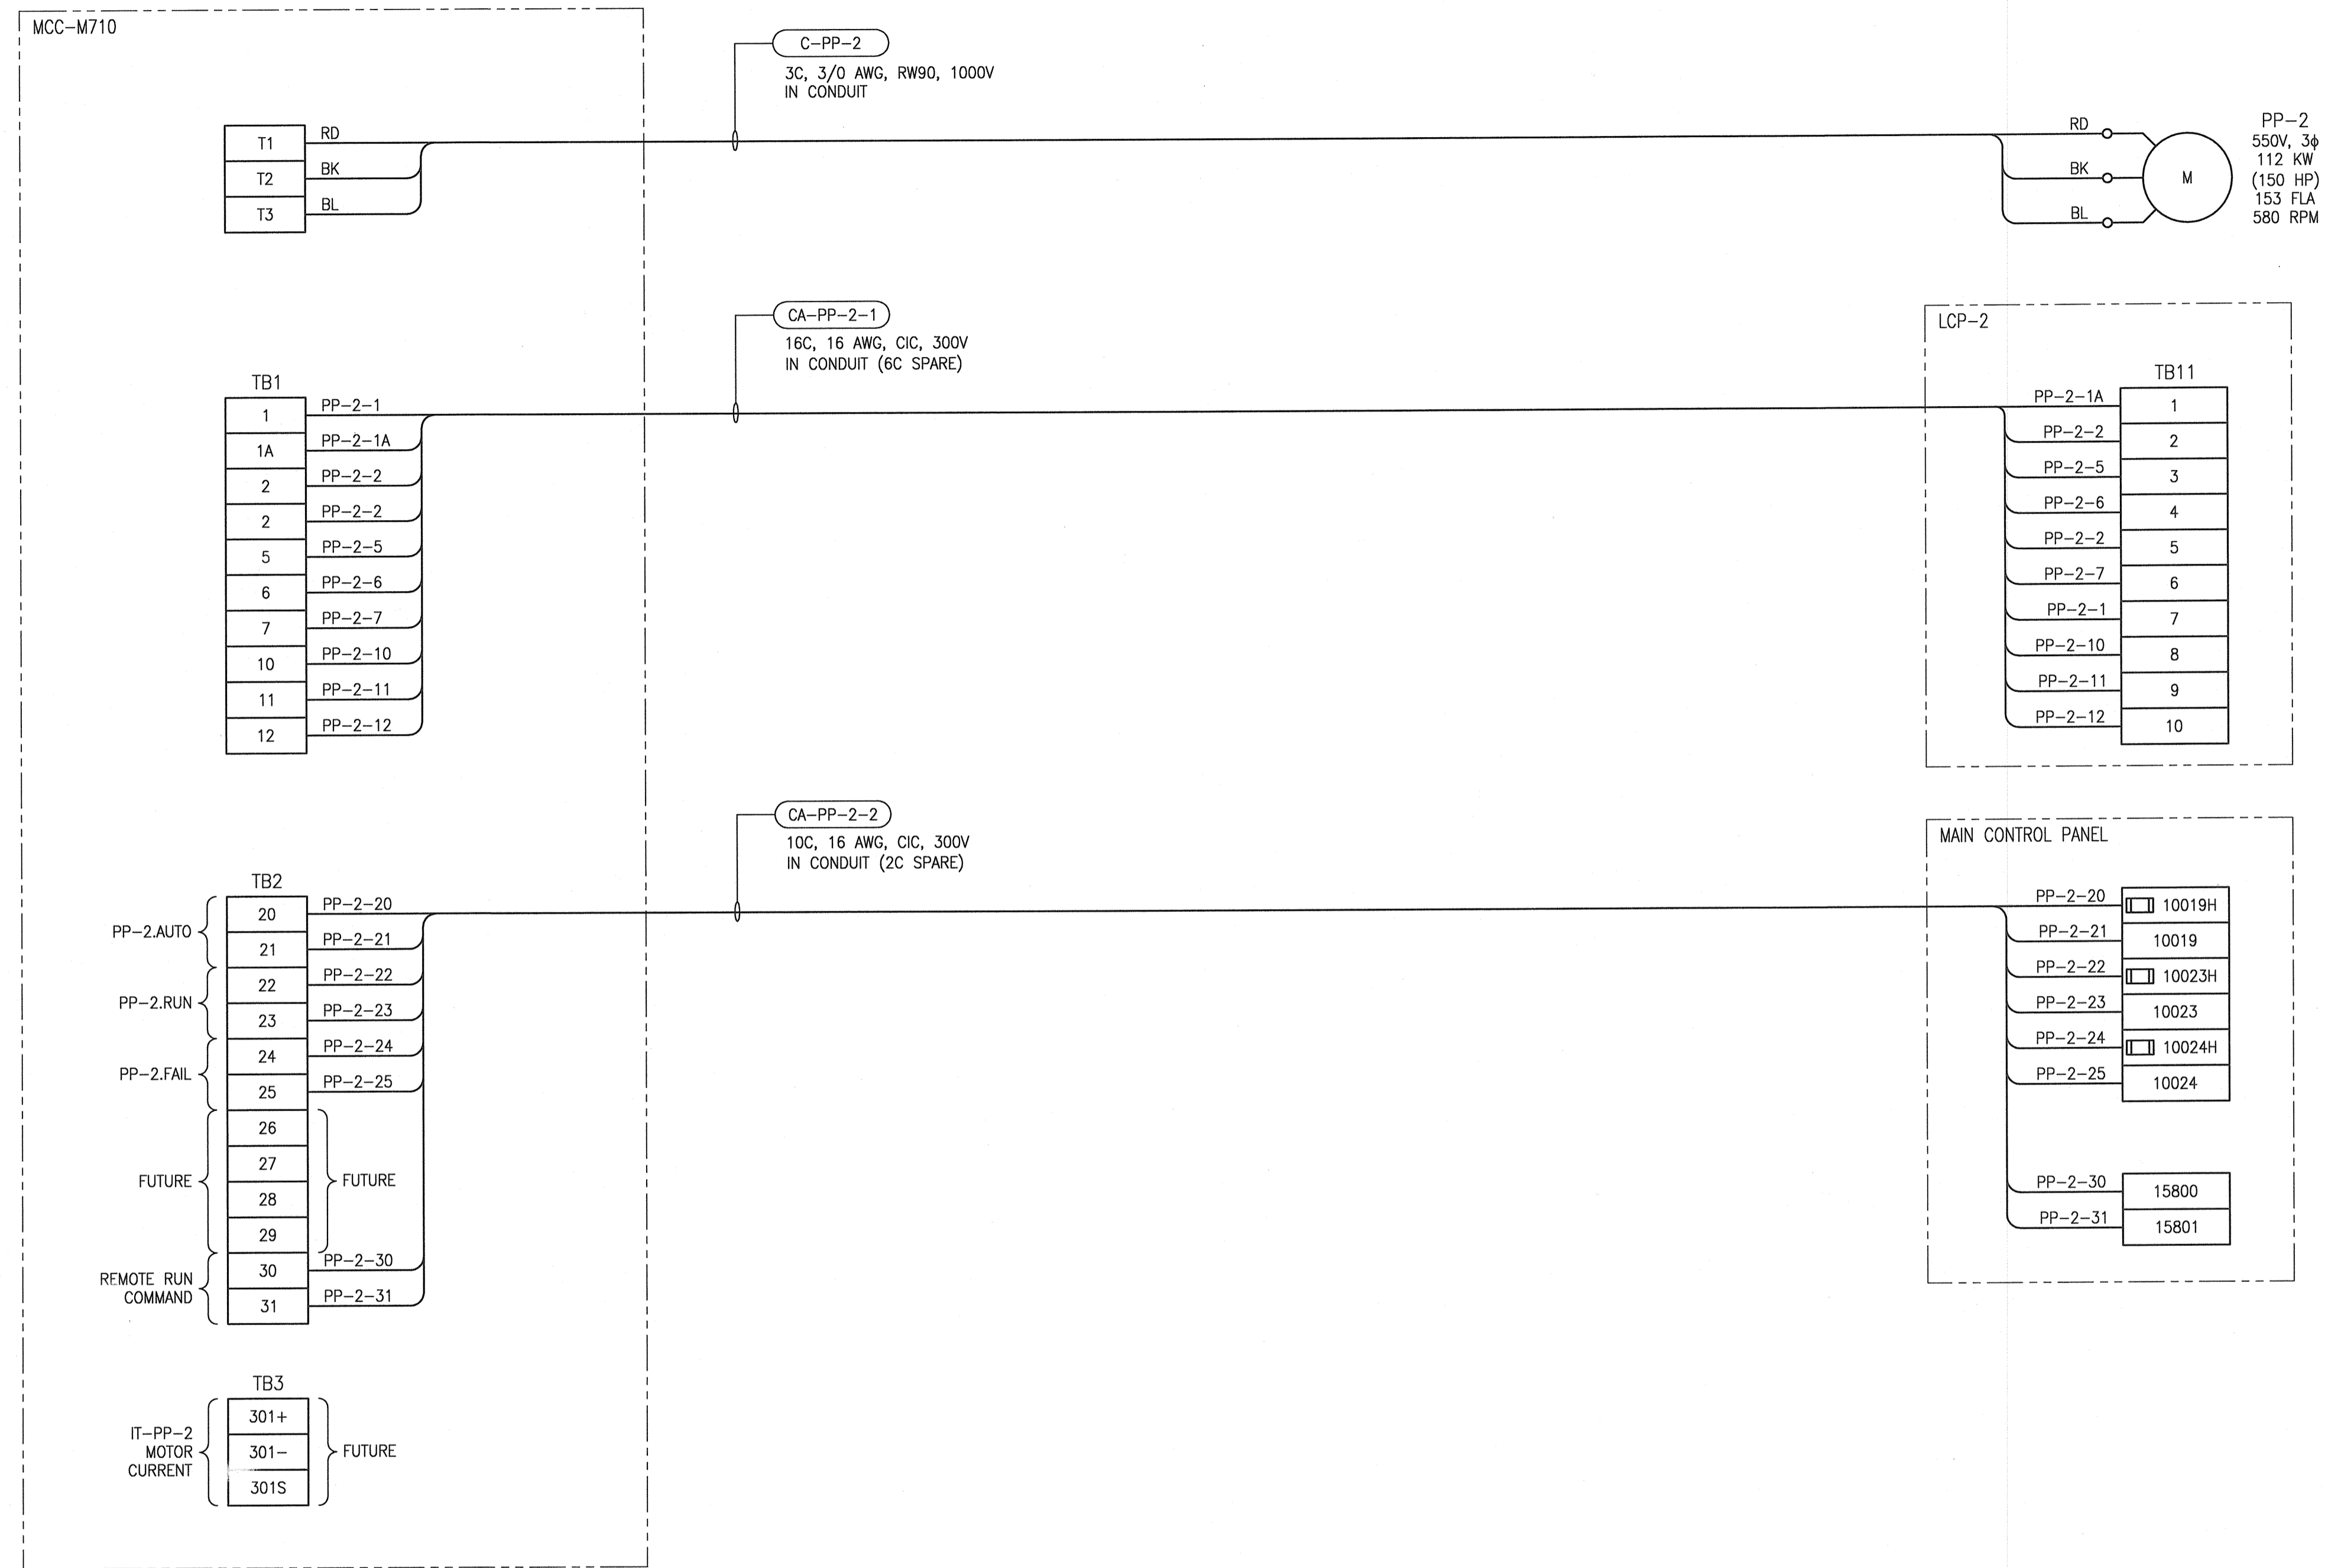 MCC-M710
C-PP-2
3C, 3/0 AWG, RW90, 1000V
IN CONDUIT
T1
RD
T2
BK
T3
BL
RD
BK
BL
M
PP-2
550V, 3ϕ
112 KW
(150 HP)
153 FLA
580 RPM
CA-PP-2-1
16C, 16 AWG, CIC, 300V
IN CONDUIT (6C SPARE)
TB1
1
PP-2-1
1A
PP-2-1A
2
PP-2-2
2
PP-2-2
5
PP-2-5
6
PP-2-6
7
PP-2-7
10
PP-2-10
11
PP-2-11
12
PP-2-12
LCP-2
TB11
PP-2-1A
1
PP-2-2
2
PP-2-5
3
PP-2-6
4
PP-2-2
5
PP-2-7
6
PP-2-1
7
PP-2-10
8
PP-2-11
9
PP-2-12
10
CA-PP-2-2
10C, 16 AWG, CIC, 300V
IN CONDUIT (2C SPARE)
TB2
PP-2.AUTO
20
PP-2-20
21
PP-2-21
PP-2.RUN
22
PP-2-22
23
PP-2-23
PP-2.FAIL
24
PP-2-24
25
PP-2-25
FUTURE
26
27
28
29
FUTURE
REMOTE RUN
COMMAND
30
PP-2-30
31
PP-2-31
MAIN CONTROL PANEL
PP-2-20
10019H
PP-2-21
10019
PP-2-22
10023H
PP-2-23
10023
PP-2-24
10024H
PP-2-25
10024
PP-2-30
15800
PP-2-31
15801
TB3
IT-PP-2
MOTOR
CURRENT
301+
301-
301S
FUTURE